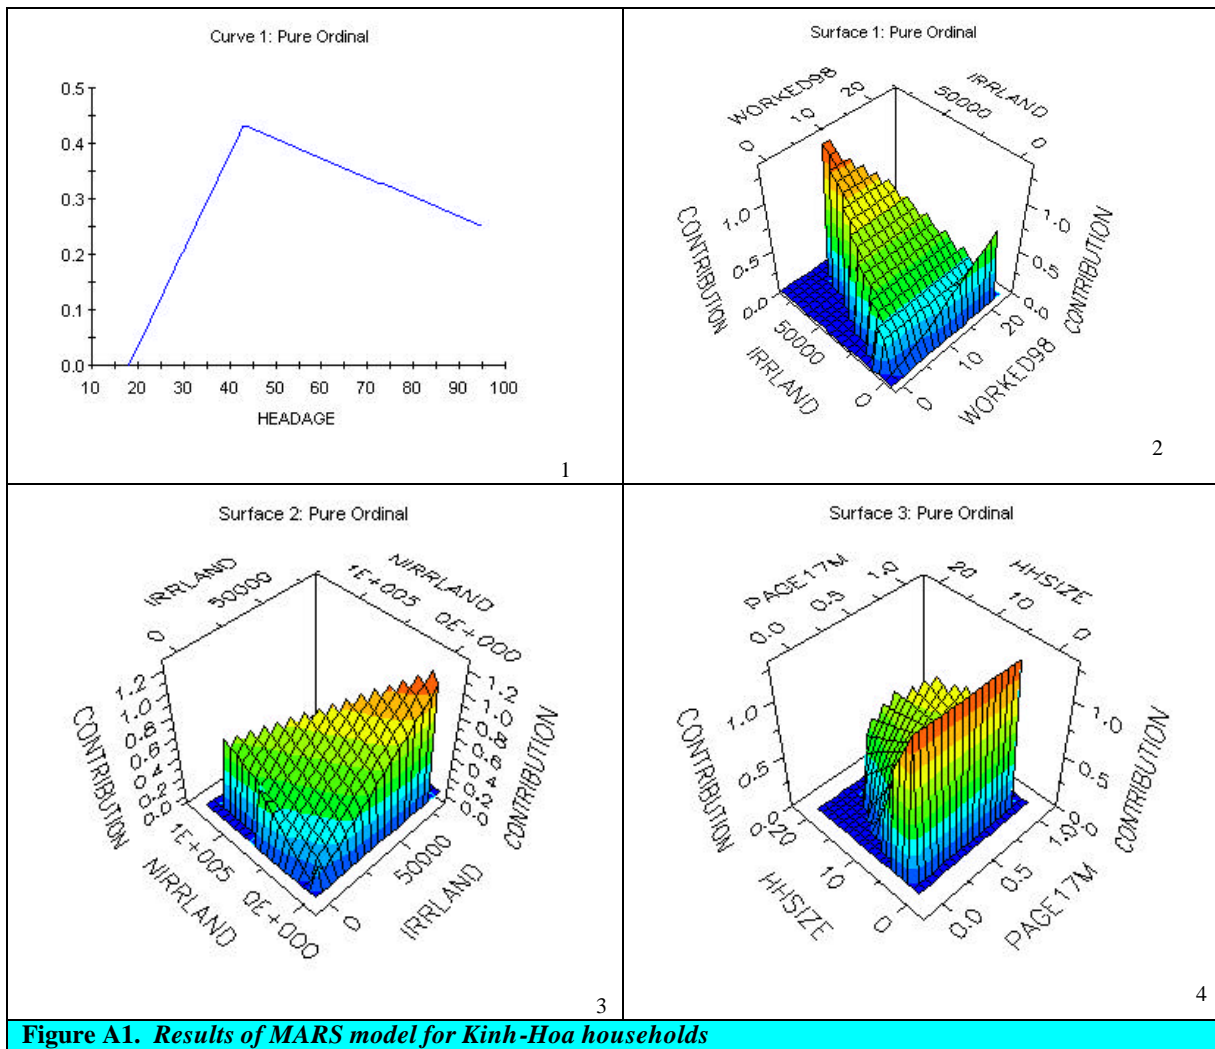 Curve 1: Pure Ordinal
0.5
0.4
0.3
0.2
0.1
0.0
10 20 30 40 50 60 70 80 90 100
HEADAGE
1
Surface 1: Pure Ordinal
WORKED98 0 10 20
IRRLAND 50000 0
CONTRIBUTION 1.0 0.5 0.0
CONTRIBUTION 1.0 0.5 0.0
IRRLAND 50000 0
WORKED98 0 10 20
2
Surface 2: Pure Ordinal
IRRLAND 0 50000
NIRRLAND 1E+005 0E+000
CONTRIBUTION 1.2 1.0 0.8 0.6 0.4 0.2 0.0
CONTRIBUTION 1.2 1.0 0.8 0.6 0.4 0.2 0.0
NIRRLAND 1E+005 0E+000
IRRLAND 0 50000
3
Surface 3: Pure Ordinal
PAGE17M 0.0 0.5 1.0
HHSIZE 20 10 0
CONTRIBUTION 1.0 0.5 0.0
CONTRIBUTION 1.0 0.5 0.0
HHSIZE 20 10 0
PAGE17M 0.0 0.5 1.0
4
Figure A1. Results of MARS model for Kinh-Hoa households